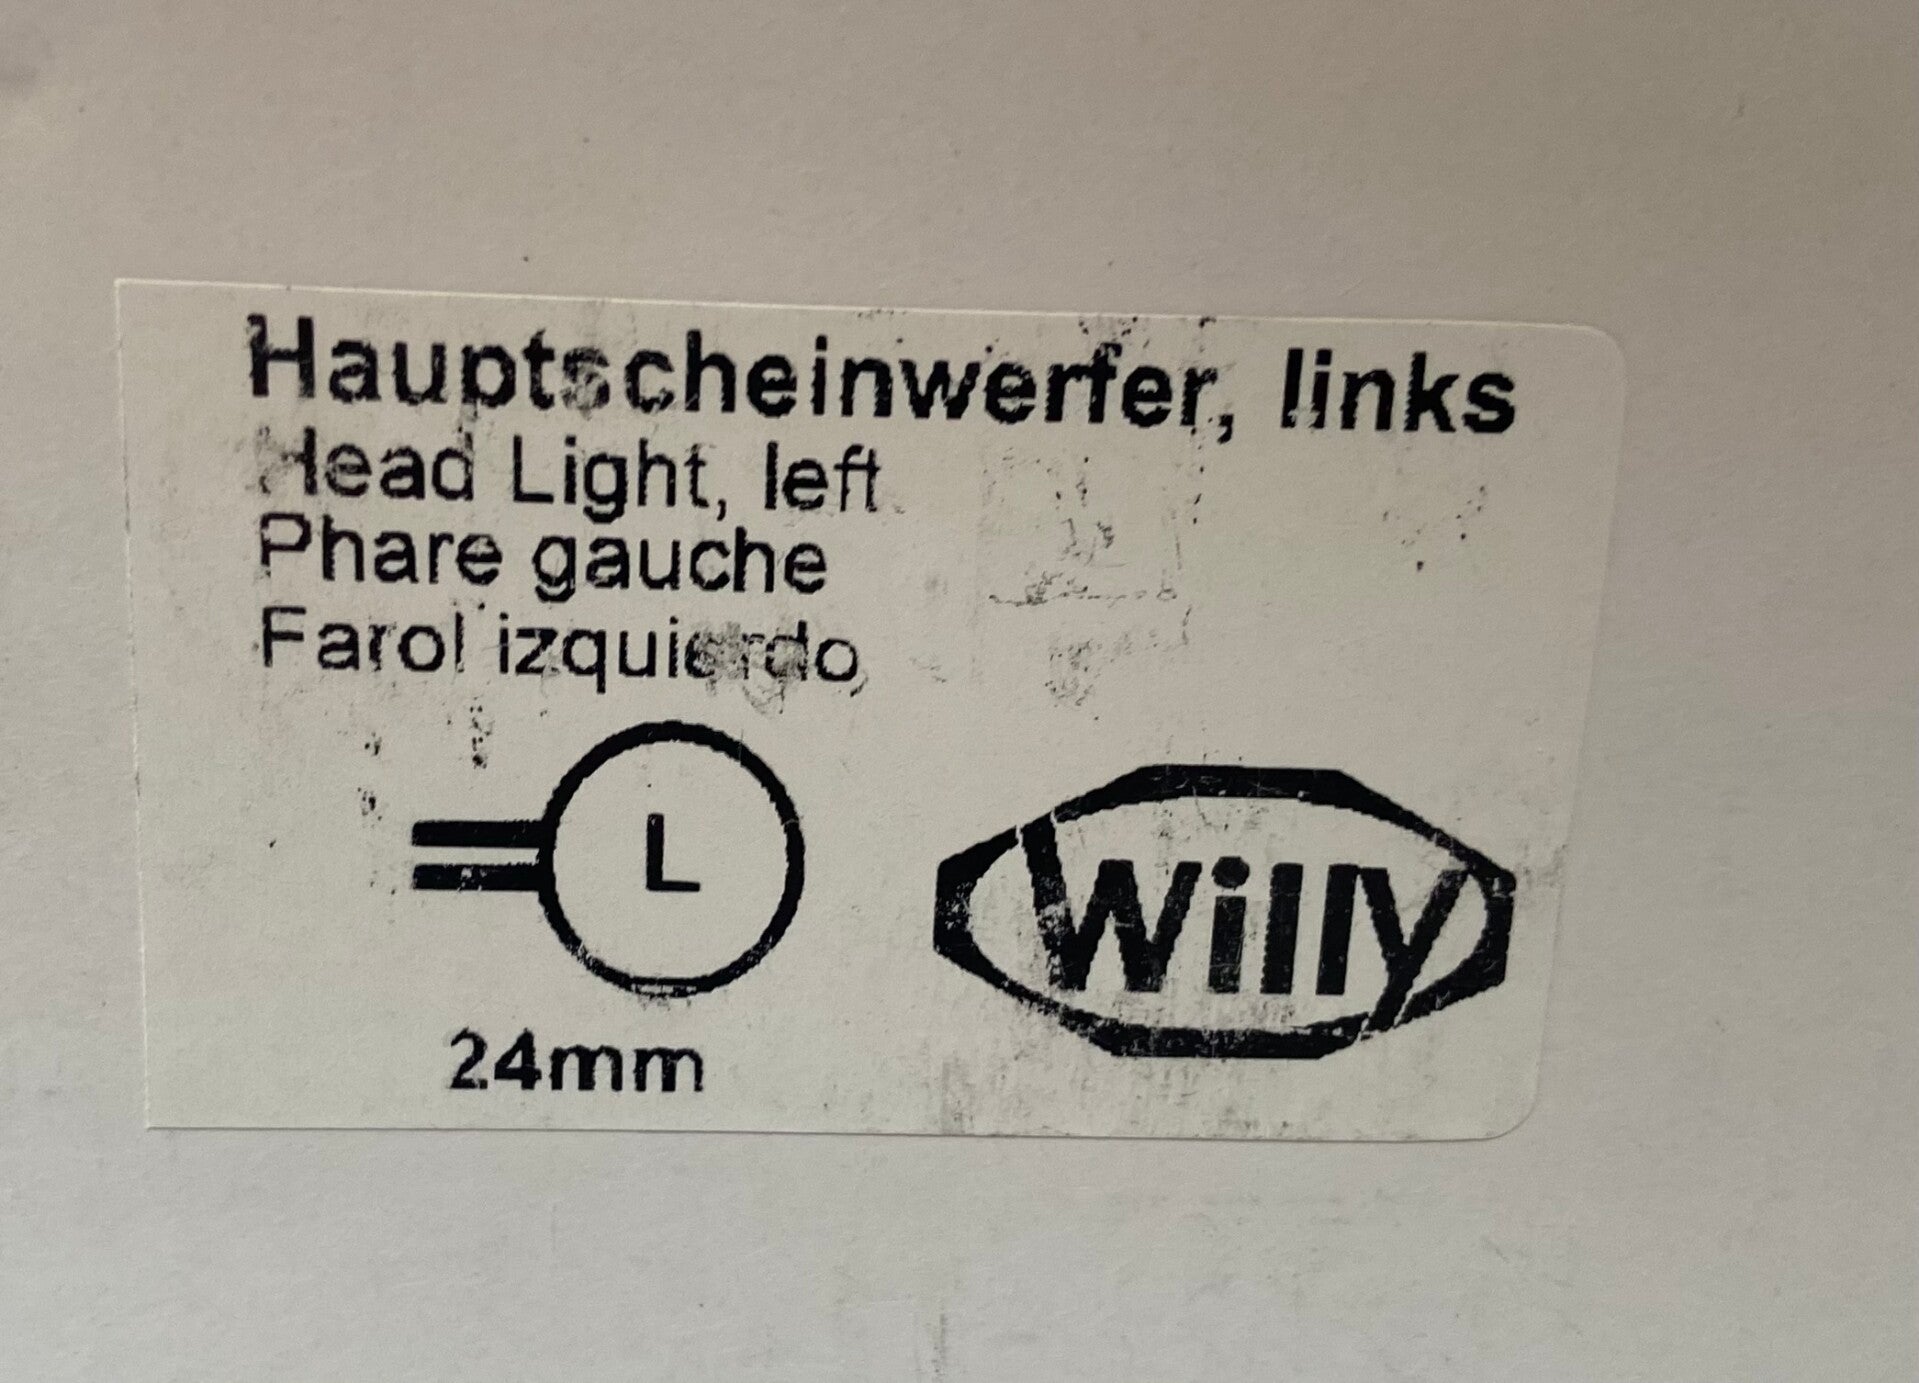 Hauptscheinwerfer, links
Head Light, left
Phare gauche
Farol izquierdo
L
Willy
24mm